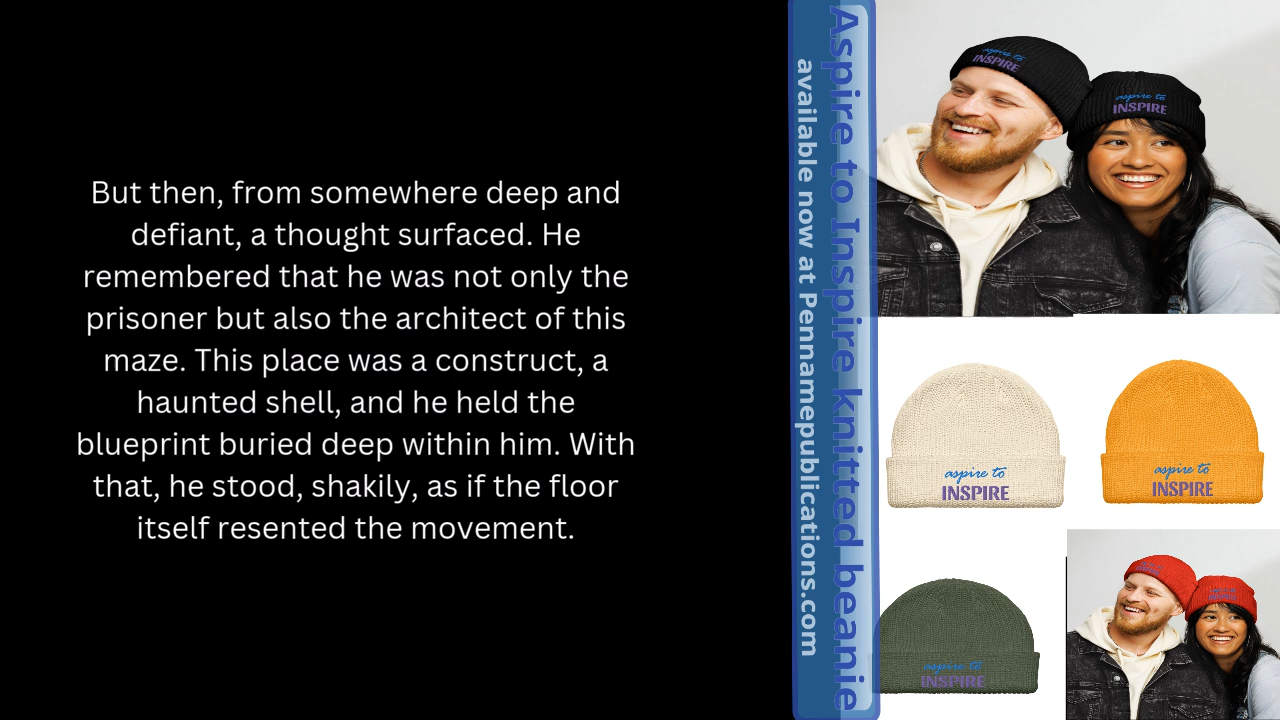 But then, from somewhere deep and
defiant, a thought surfaced. He
remembered that he was not only the
prisoner but also the architect of this
maze. This place was a construct, a
haunted shell, and he held the
blueprint buried deep within him. With
that, he stood, shakily, as if the floor
itself resented the movement.
Aspire to Inspire knitted beanie
available now at Pennamepublications.com
aspire to
INSPIRE
aspire to
INSPIRE
aspire to
INSPIRE
aspire to
INSPIRE
aspire to
INSPIRE